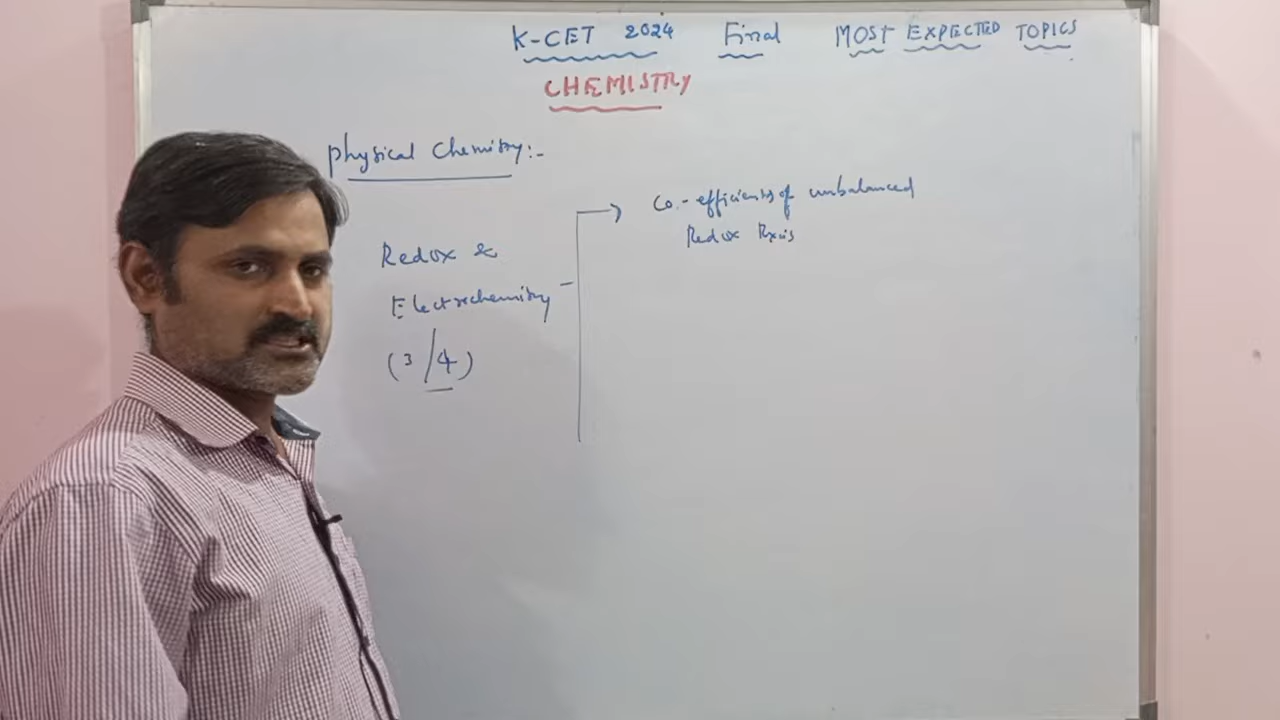 K-CET 2024 Final MOST EXPECTED TOPICS
CHEMISTRY
Physical Chemistry:-
Co.-efficients of unbalanced
Redox Rxns
Redox &
Electrochemistry
(3/4)